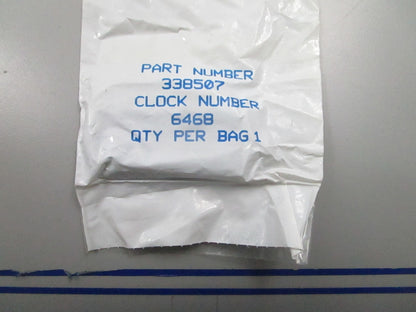 PART NUMBER
338507
CLOCK NUMBER
6468
QTY PER BAG 1